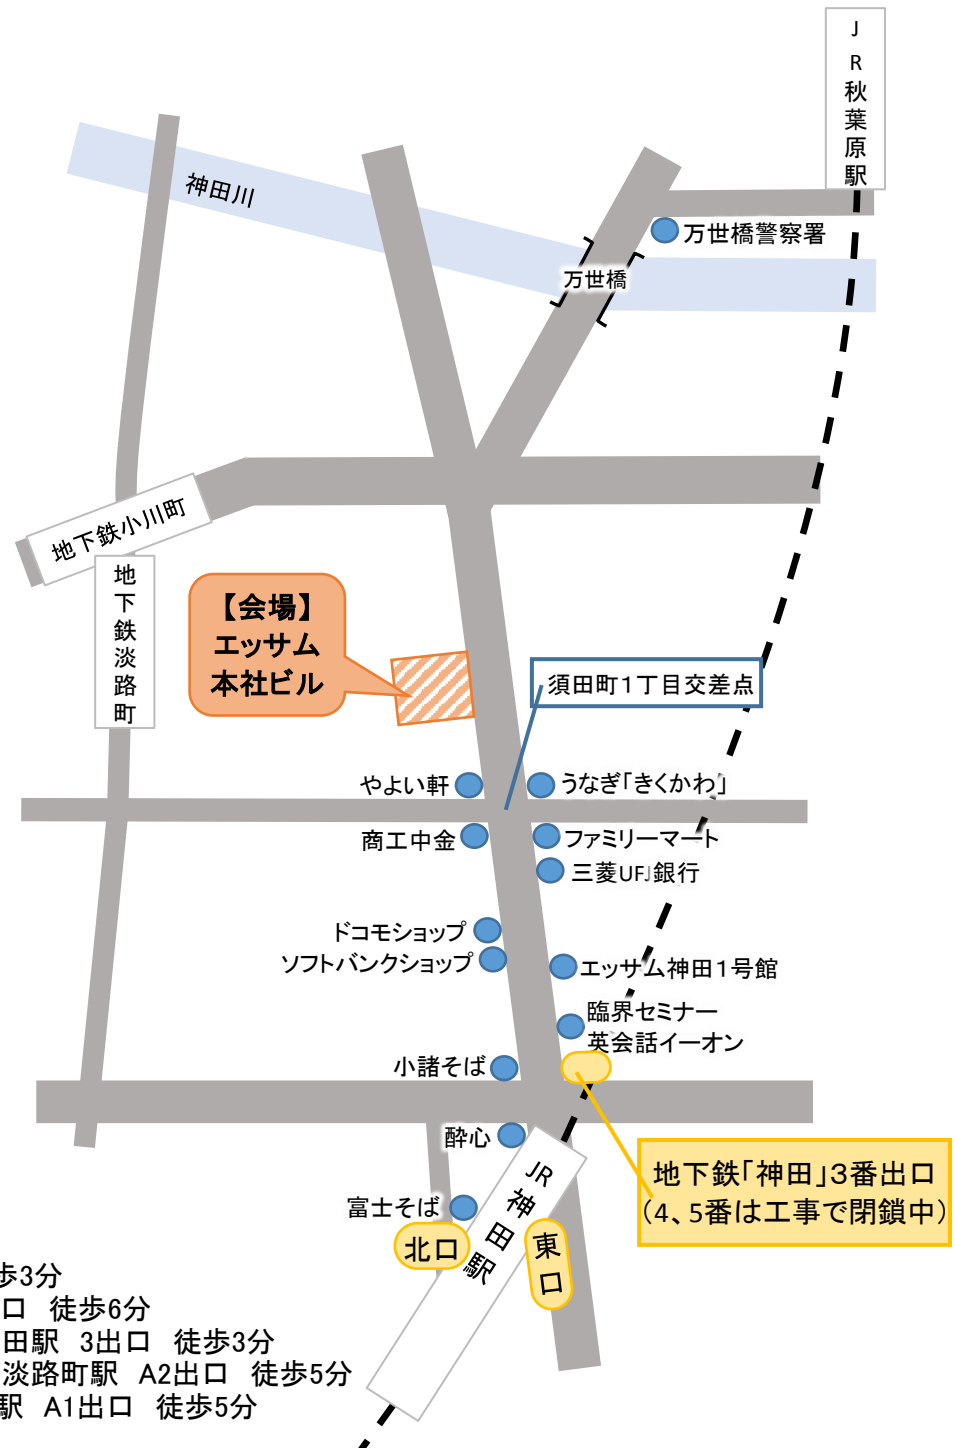 JR秋葉原駅
神田川
万世橋警察署
万世橋
地下鉄小川町
地下鉄淡路町
【会場】
エッサム
本社ビル
須田町1丁目交差点
やよい軒
うなぎ「きくかわ」
商工中金
ファミリーマート
三菱UFJ銀行
ドコモショップ
ソフトバンクショップ
エッサム神田1号館
臨界セミナー
英会話イーオン
小諸そば
酔心
地下鉄「神田」3番出口
(4、5番は工事で閉鎖中)
JR神田駅
富士そば
北口
東口
歩3分
口 徒歩6分
田駅 3出口 徒歩3分
淡路町駅 A2出口 徒歩5分
駅 A1出口 徒歩5分